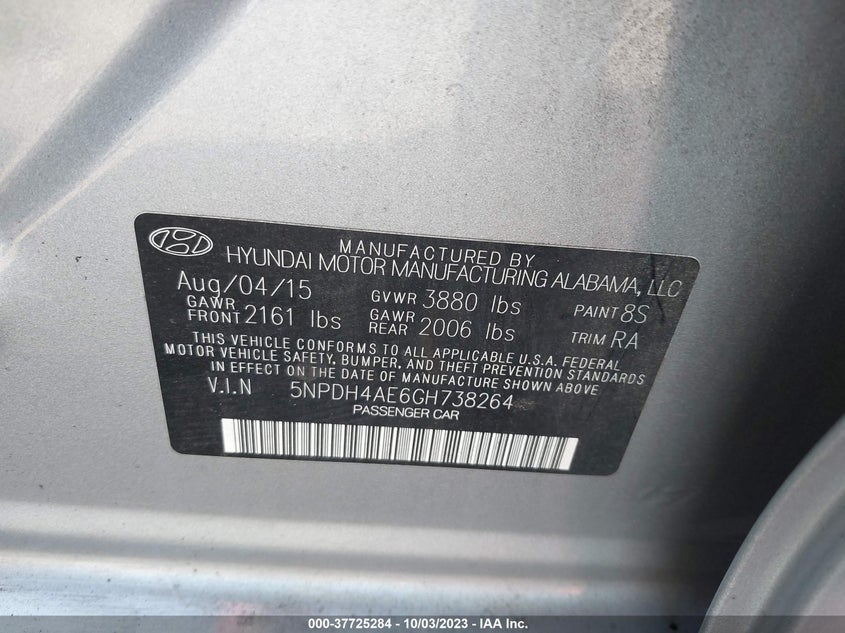 MANUFACTURED BY
HYUNDAI MOTOR MANUFACTURING ALABAMA, LLC
Aug/04/15 GVWR 3880 lbs PAINT 8S
GAWR FRONT 2161 lbs GAWR REAR 2006 lbs TRIM RA
THIS VEHICLE CONFORMS TO ALL APPLICABLE U.S.A. FEDERAL
MOTOR VEHICLE SAFETY, BUMPER, AND THEFT PREVENTION STANDARDS
IN EFFECT ON THE DATE OF MANUFACTURE SHOWN ABOVE.
V.I.N 5NPDH4AE6GH738264
PASSENGER CAR
000-37725284 - 10/03/2023 - IAA Inc.